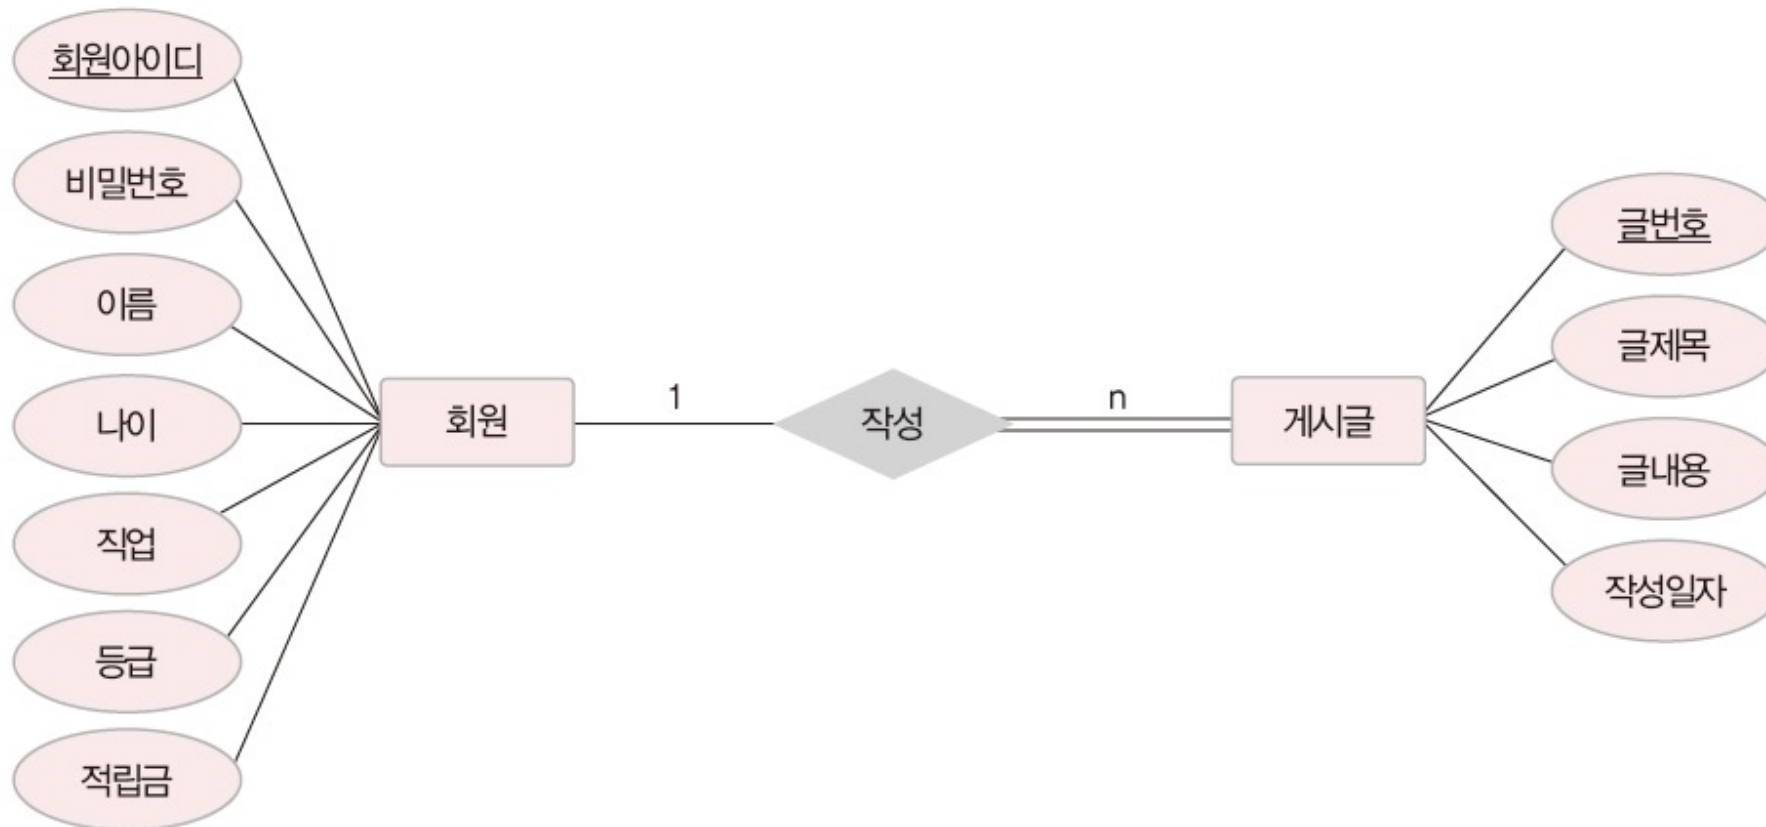 회원아이디
비밀번호
이름
나이
직업
등급
적립금
회원
1
작성
n
게시글
글번호
글제목
글내용
작성일자